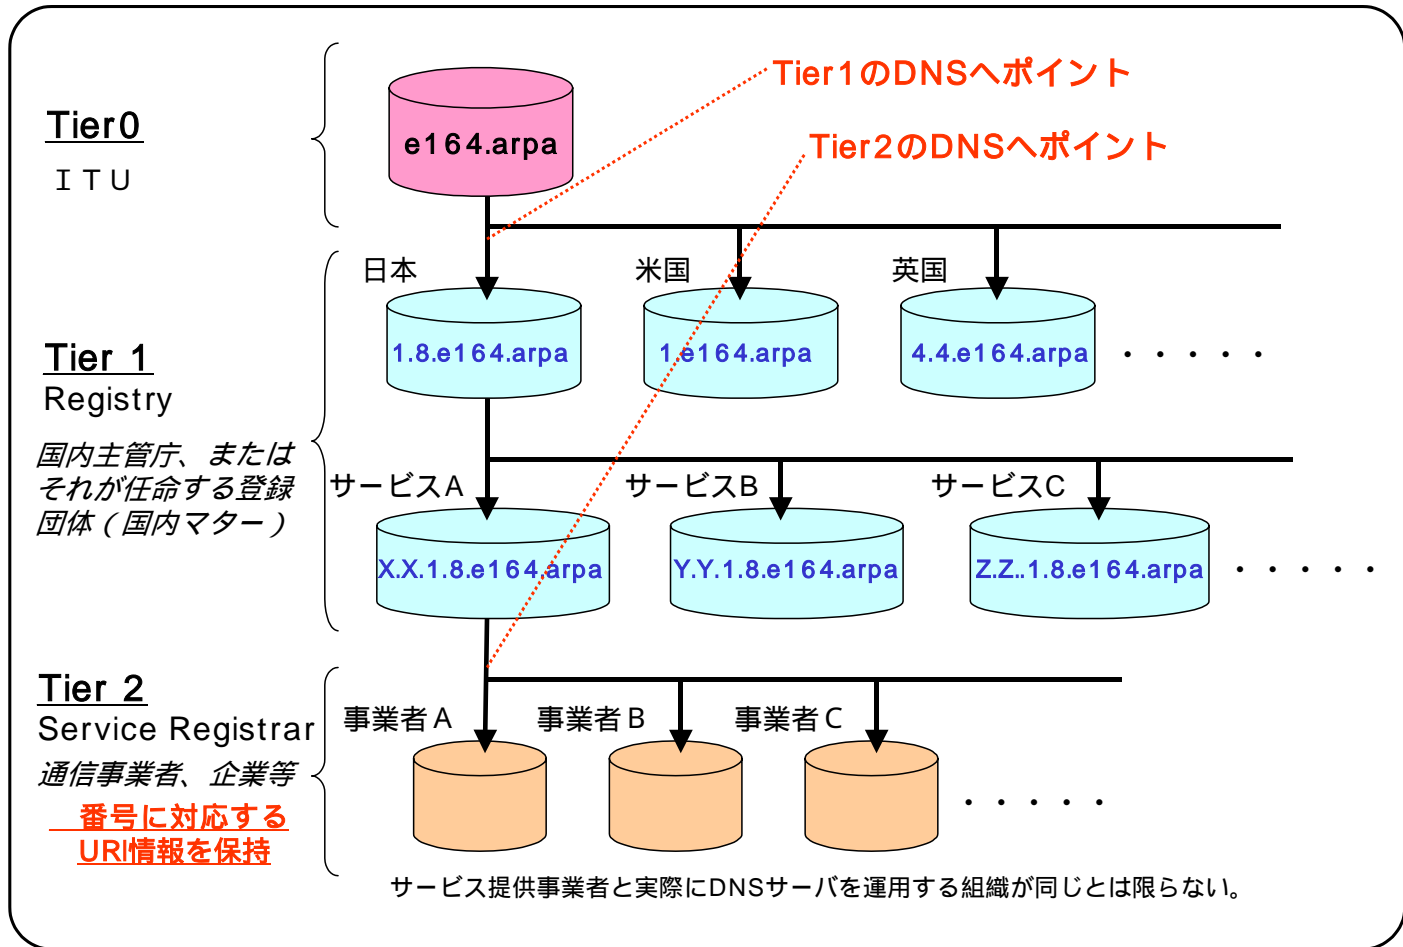 Tier1のDNSへポイント
Tier0
e164.arpa
Tier2のDNSへポイント
ＩＴＵ
日本
米国
英国
1.8.e164.arpa
1.e164.arpa
4.4.e164.arpa
・・・・・
Tier 1
Registry
国内主管庁、または
それが任命する登録
団体（国内マター）
サービスA
サービスB
サービスC
X.X.1.8.e164.arpa
Y.Y.1.8.e164.arpa
Z.Z..1.8.e164.arpa
・・・・・
Tier 2
Service Registrar
通信事業者、企業等
番号に対応する
URI情報を保持
事業者Ａ
事業者Ｂ
事業者Ｃ
・・・・・
サービス提供事業者と実際にDNSサーバを運用する組織が同じとは限らない。